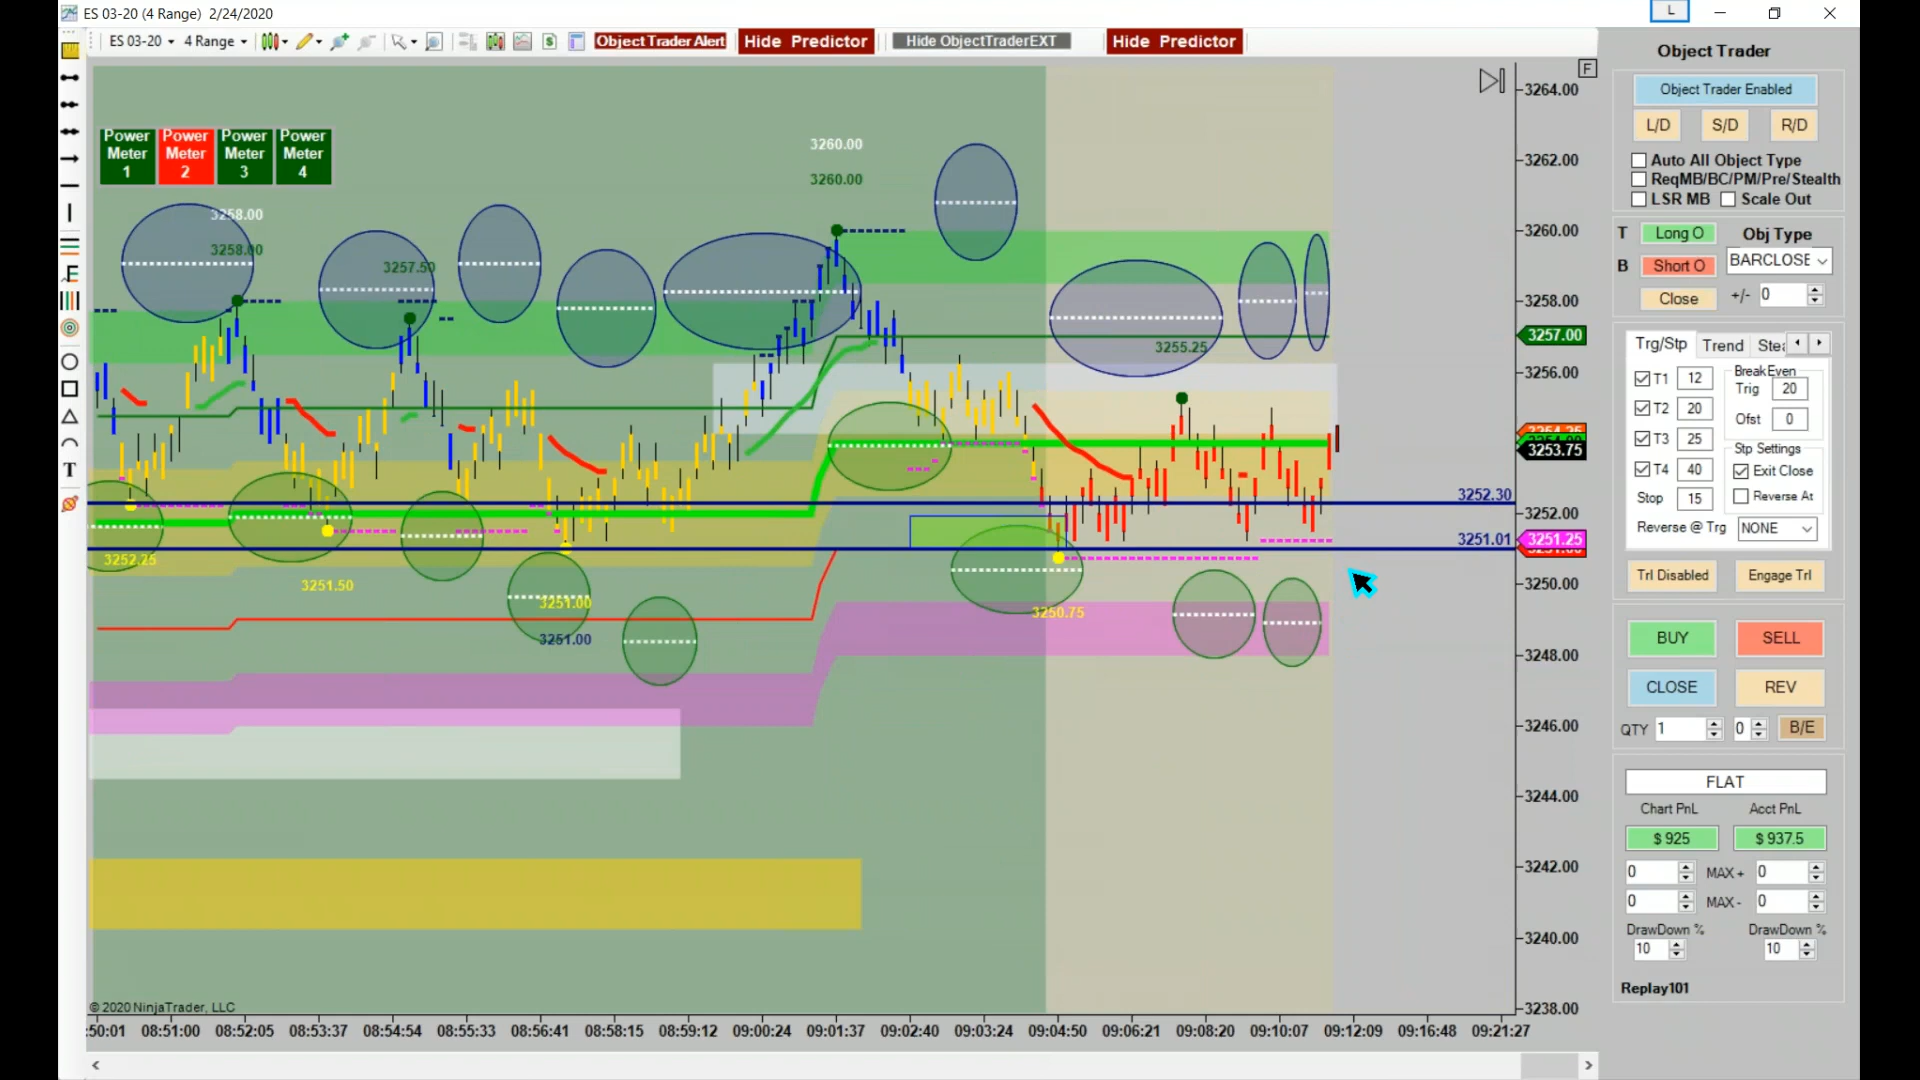 ES 03-20 (4 Range) 2/24/2020
L
ES 03-20 4 Range
Object Trader Alert
Hide Predictor
Hide ObjectTraderEXT
Hide Predictor
F
Power Meter 1
Power Meter 2
Power Meter 3
Power Meter 4
3258.00
3258.00
3257.50
3260.00
3260.00
3255.25
3252.25
3251.50
3251.00
3251.00
3250.75
3252.30
3251.01
3264.00
3262.00
3260.00
3258.00
3257.00
3256.00
3254.25
3253.75
3252.00
3251.25
3250.00
3248.00
3246.00
3244.00
3242.00
3240.00
3238.00
© 2020 NinjaTrader, LLC
:50:01 08:51:00 08:52:05 08:53:37 08:54:54 08:55:33 08:56:41 08:58:15 08:59:12 09:00:24 09:01:37 09:02:40 09:03:24 09:04:50 09:06:21 09:08:20 09:10:07 09:12:09 09:16:48 09:21:27
Object Trader
Object Trader Enabled
L/D S/D R/D
Auto All Object Type
ReqMB/BC/PM/Pre/Stealth
LSR MB Scale Out
T Long O Obj Type
B Short O BARCLOSE
Close +/- 0
Trg/Stp Trend Ste
T1 12
T2 20
T3 25
T4 40
Stop 15
BreakEven
Trig 20
Ofst 0
Stp Settings
Exit Close
Reverse At
Reverse @ Trg NONE
Trl Disabled Engage Trl
BUY SELL
CLOSE REV
QTY 1 0 B/E
FLAT
Chart PnL Acct PnL
$ 925 $ 937.5
0 MAX + 0
0 MAX - 0
DrawDown % DrawDown %
10 10
Replay101